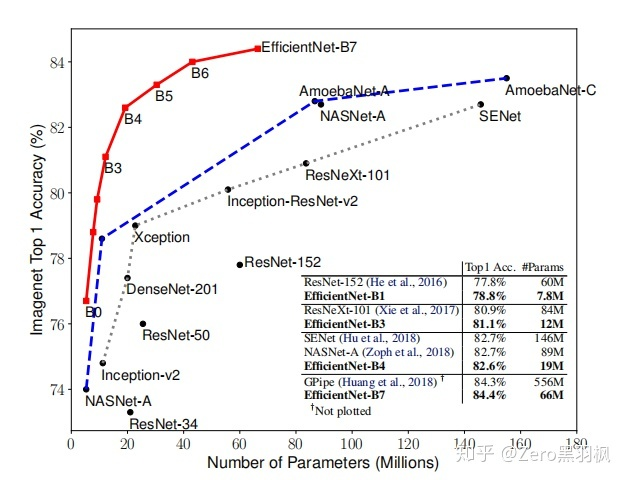 84
82
80
78
76
74
Imagenet Top 1 Accuracy (%)
EfficientNet-B7
B6
B5
B4
B3
B0
AmoebaNet-A
NASNet-A
AmoebaNet-C
SENet
ResNeXt-101
Inception-ResNet-v2
Xception
ResNet-152
DenseNet-201
ResNet-50
Inception-v2
NASNet-A
ResNet-34
Top1 Acc. #Params
ResNet-152 (He et al., 2016) 77.8% 60M
EfficientNet-B1 78.8% 7.8M
ResNeXt-101 (Xie et al., 2017) 80.9% 84M
EfficientNet-B3 81.1% 12M
SENet (Hu et al., 2018) 82.7% 146M
NASNet-A (Zoph et al., 2018) 82.7% 89M
EfficientNet-B4 82.6% 19M
GPipe (Huang et al., 2018) † 84.3% 556M
EfficientNet-B7 84.4% 66M
†Not plotted
0 20 40 60 80 100 120 140 160 180
Number of Parameters (Millions)
知乎 @Zero黑羽枫